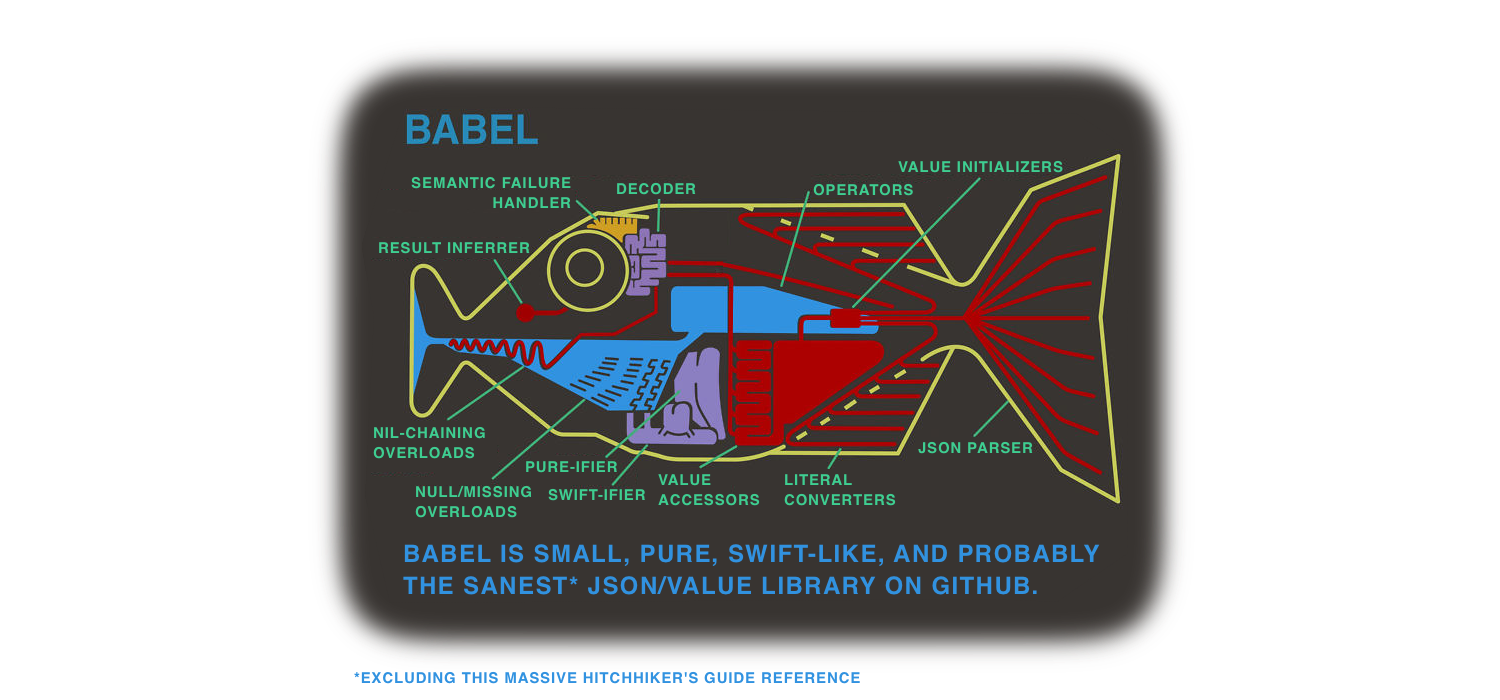 BABEL
VALUE INITIALIZERS
SEMANTIC FAILURE
HANDLER
DECODER
OPERATORS
RESULT INFERRER
NIL-CHAINING
OVERLOADS
JSON PARSER
PURE-IFIER
NULL/MISSING
OVERLOADS
SWIFT-IFIER
VALUE
ACCESSORS
LITERAL
CONVERTERS
BABEL IS SMALL, PURE, SWIFT-LIKE, AND PROBABLY
THE SANEST* JSON/VALUE LIBRARY ON GITHUB.
*EXCLUDING THIS MASSIVE HITCHHIKER'S GUIDE REFERENCE